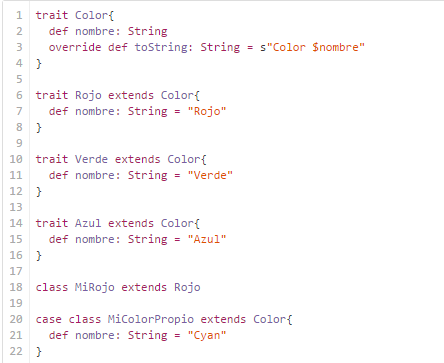 1 trait Color{
2   def nombre: String
3   override def toString: String = s"Color $nombre"
4 }
5
6 trait Rojo extends Color{
7   def nombre: String = "Rojo"
8 }
9
10 trait Verde extends Color{
11   def nombre: String = "Verde"
12 }
13
14 trait Azul extends Color{
15   def nombre: String = "Azul"
16 }
17
18 class MiRojo extends Rojo
19
20 case class MiColorPropio extends Color{
21   def nombre: String = "Cyan"
22 }